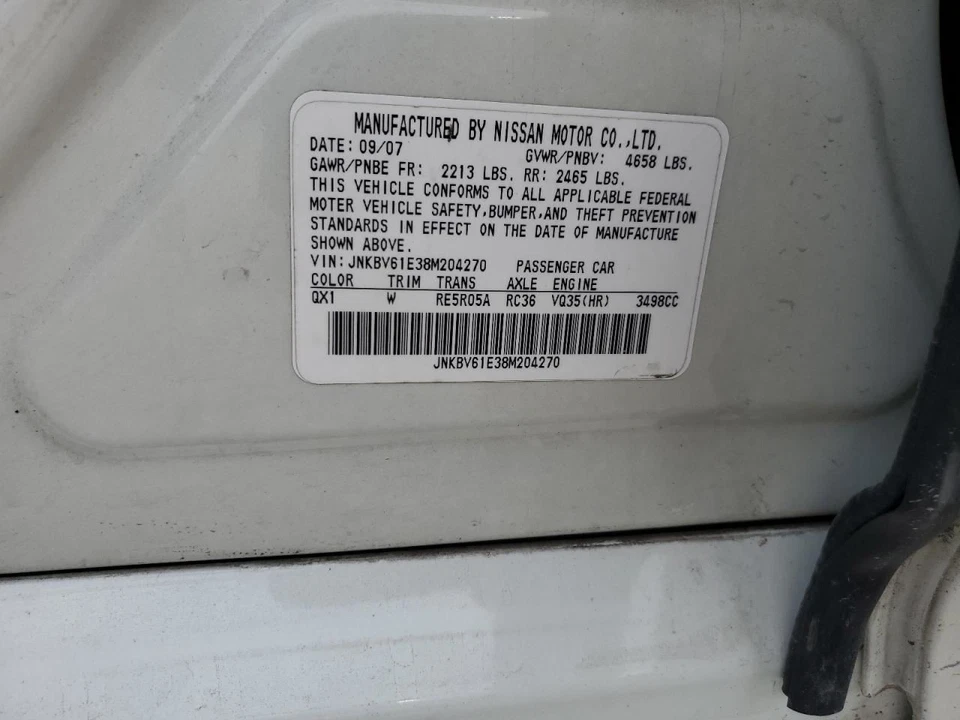 MANUFACTURED BY NISSAN MOTOR CO.,LTD.
DATE: 09/07 GVWR/PNBV: 4658 LBS.
GAWR/PNBE FR: 2213 LBS. RR: 2465 LBS.
THIS VEHICLE CONFORMS TO ALL APPLICABLE FEDERAL
MOTER VEHICLE SAFETY,BUMPER,AND THEFT PREVENTION
STANDARDS IN EFFECT ON THE DATE OF MANUFACTURE
SHOWN ABOVE.
VIN:JNKBV61E38M204270 PASSENGER CAR
COLOR TRIM TRANS AXLE ENGINE
QX1 W RE5R05A RC36 VQ35(HR) 3498CC
JNKBV61E38M204270